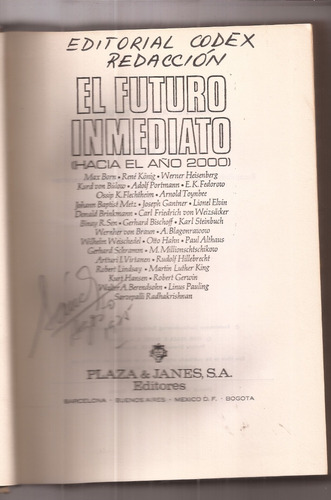 EDITORIAL CODEX
REDACCIÓN
EL FUTURO
INMEDIATO
(HACIA EL AÑO 2000)
Max Born • René König • Werner Heisenberg
Kurd von Bülow • Adolf Portmann • E.K. Fedorow
Ossip K. Flechtheim • Arnold Toynbee
Johann Baptist Metz • Joseph Gantner • Lionel Elvin
Donald Brinkmann • Carl Friedrich von Weizsäcker
Binay R. Sen • Gerhard Bischoff • Karl Steinbuch
Wernher von Braun • A. Blagonrawow
Wilhelm Weischedel • Otto Hahn • Paul Althaus
Gerhard Schramm • M. Millionschtschikow
Artturi I. Virtanen • Rudolf Hillebrecht
Robert Lindsay • Martin Luther King
Kurt Hansen • Robert Gerwin
Walter A. Berendsohn • Linus Pauling
Sarvepalli Radhakrishnan
PLAZA & JANES, S.A.
Editores
BARCELONA • BUENOS AIRES • MEXICO D. F. • BOGOTA